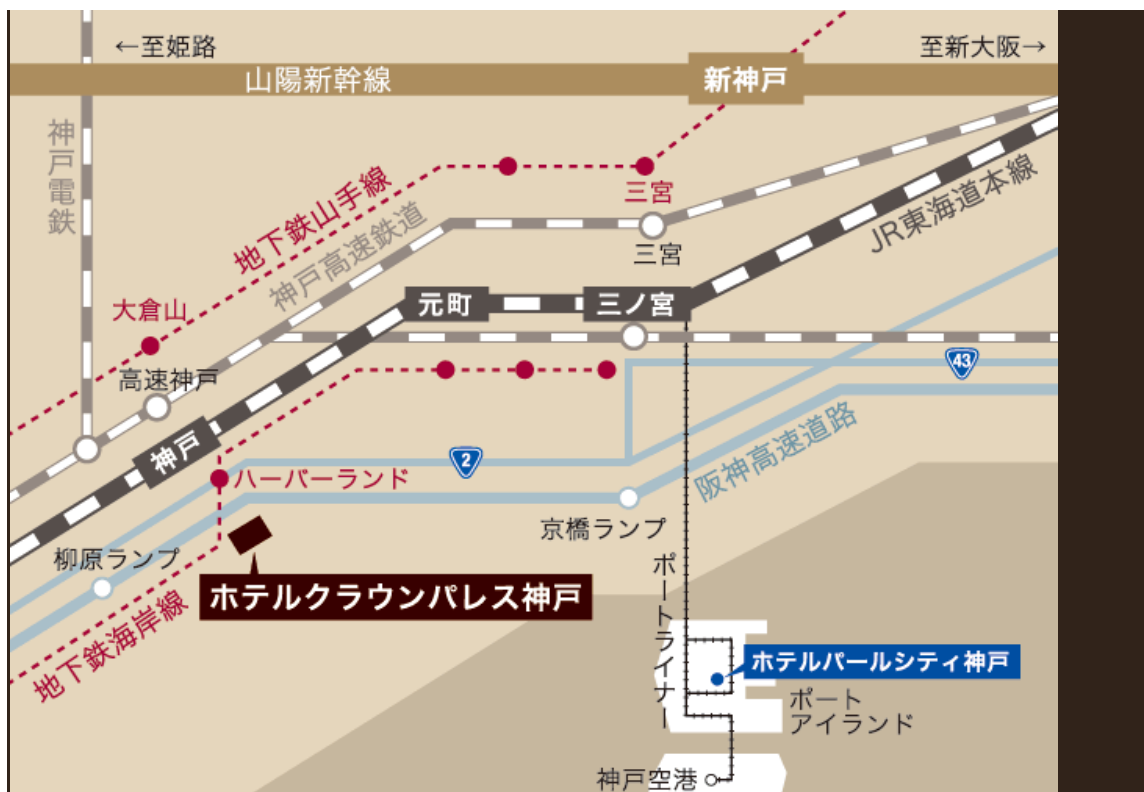 ←至姫路
至新大阪→
山陽新幹線
新神戸
神戸電鉄
地下鉄山手線
三宮
神戸高速鉄道
三宮
JR東海道本線
大倉山
元町
三ノ宮
高速神戸
43
神戸
2
阪神高速道路
ハーバーランド
京橋ランプ
柳原ランプ
ホテルクラウンパレス神戸
ポートライナー
地下鉄海岸線
ホテルパールシティ神戸
ポート
アイランド
神戸空港